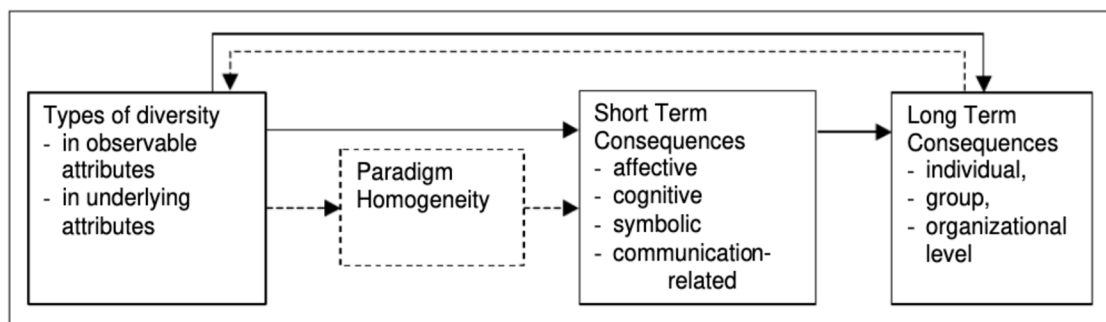 Types of diversity
- in observable
attributes
- in underlying
attributes
Paradigm
Homogeneity
Short Term
Consequences
- affective
- cognitive
- symbolic
- communication-
related
Long Term
Consequences
- individual,
- group,
- organizational
level